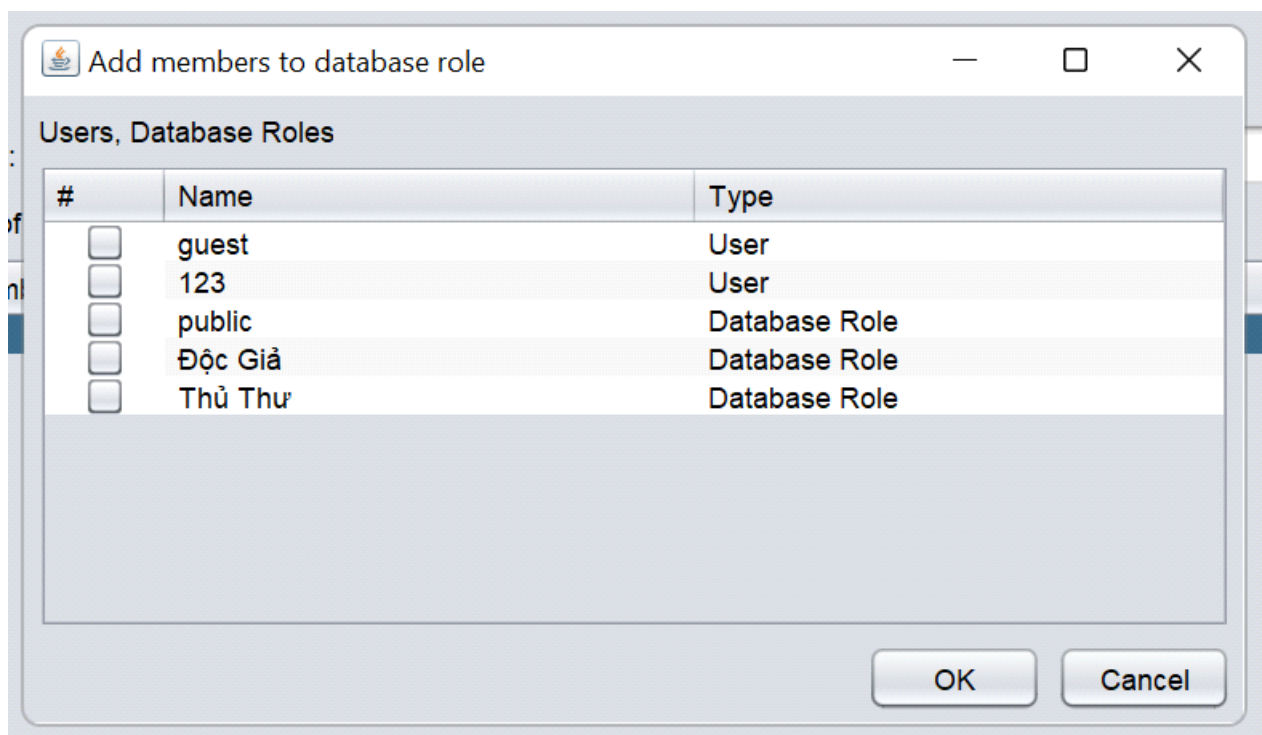 Add members to database role
Users, Database Roles
:
of
# Name Type
guest User
123 User
public Database Role
Độc Giả Database Role
Thủ Thư Database Role
OK Cancel